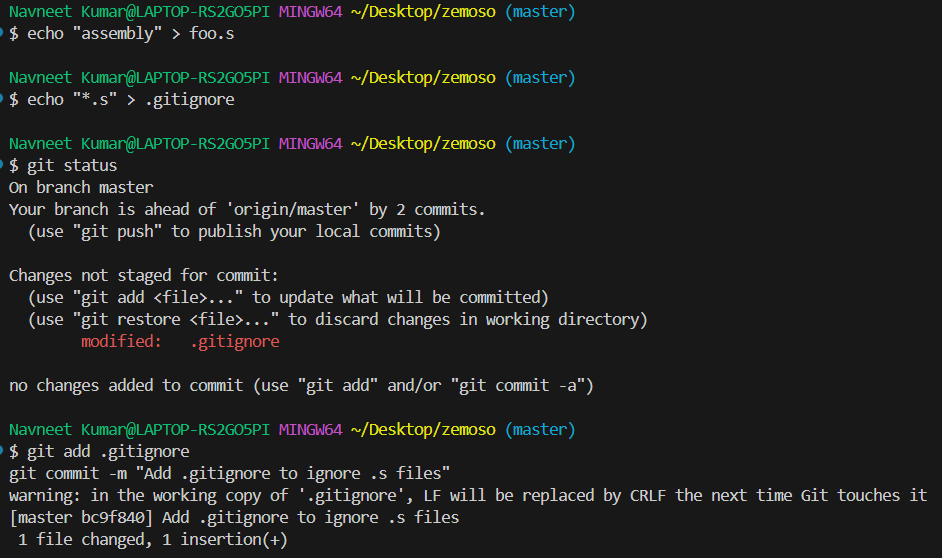 Navneet Kumar@LAPTOP-RS2GO5PI MINGW64 ~/Desktop/zemoso (master)
$ echo "assembly" > foo.s
Navneet Kumar@LAPTOP-RS2GO5PI MINGW64 ~/Desktop/zemoso (master)
$ echo "*.s" > .gitignore
Navneet Kumar@LAPTOP-RS2GO5PI MINGW64 ~/Desktop/zemoso (master)
$ git status
On branch master
Your branch is ahead of 'origin/master' by 2 commits.
  (use "git push" to publish your local commits)
Changes not staged for commit:
  (use "git add <file>..." to update what will be committed)
  (use "git restore <file>..." to discard changes in working directory)
        modified:   .gitignore
no changes added to commit (use "git add" and/or "git commit -a")
Navneet Kumar@LAPTOP-RS2GO5PI MINGW64 ~/Desktop/zemoso (master)
$ git add .gitignore
git commit -m "Add .gitignore to ignore .s files"
warning: in the working copy of '.gitignore', LF will be replaced by CRLF the next time Git touches it
[master bc9f840] Add .gitignore to ignore .s files
 1 file changed, 1 insertion(+)